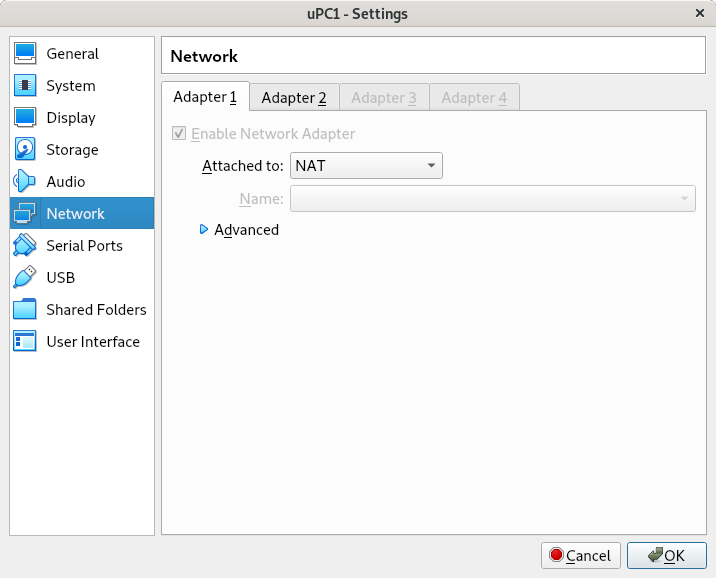 uPC1 - Settings
General
System
Display
Storage
Audio
Network
Serial Ports
USB
Shared Folders
User Interface
Network
Adapter 1 Adapter 2 Adapter 3 Adapter 4
Enable Network Adapter
Attached to: NAT
Name:
Advanced
Cancel OK